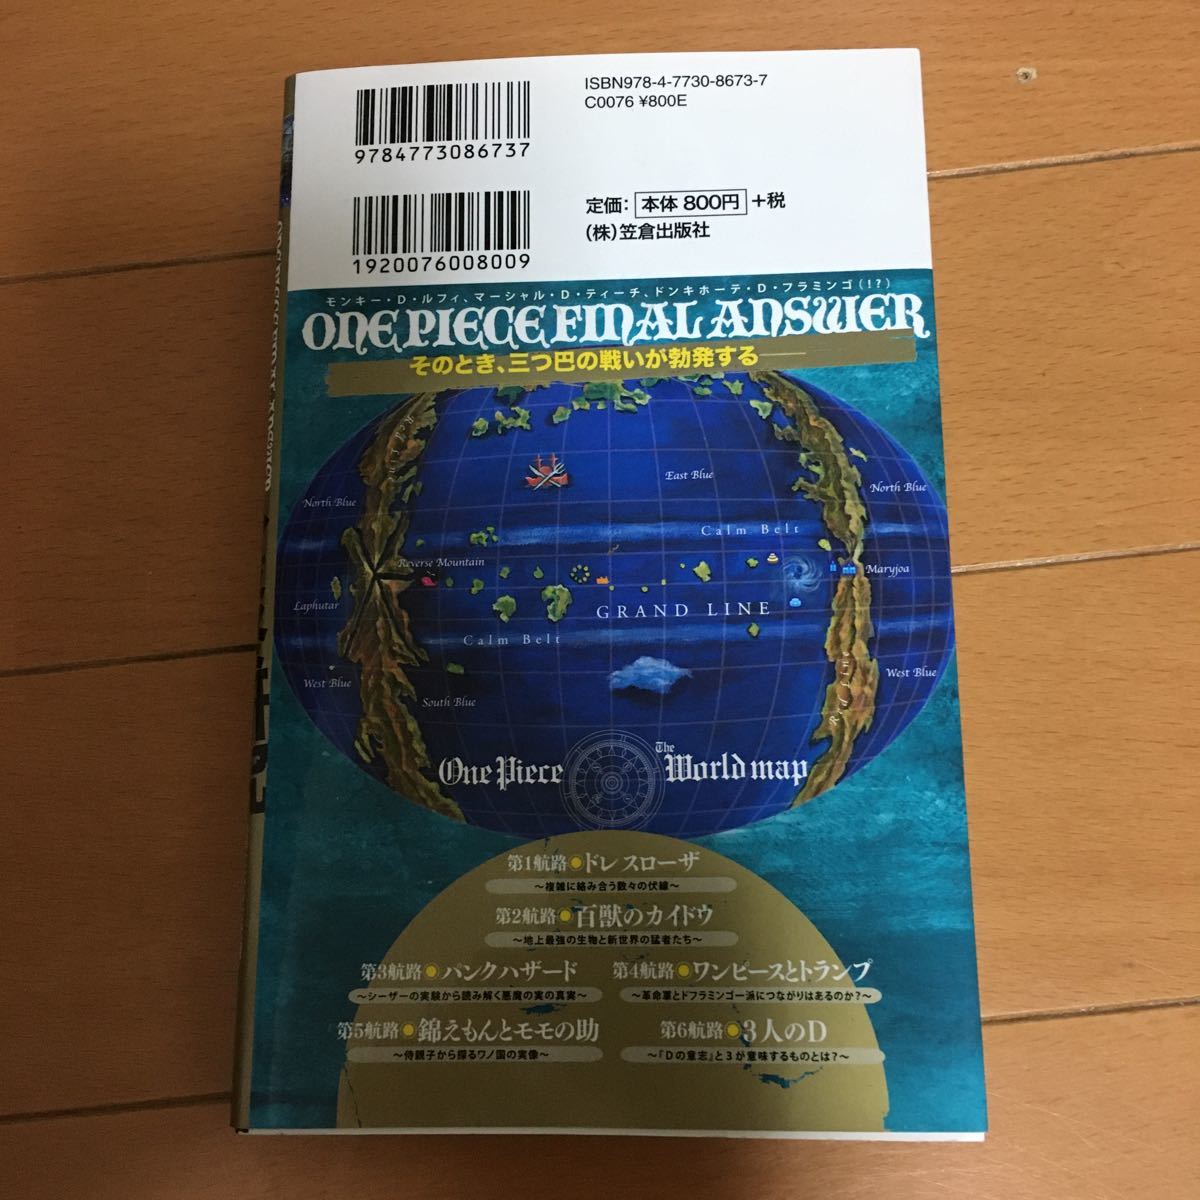 ISBN978-4-7730-8673-7
C0076 ¥800E
9784773086737
定価: 本体 800円 +税
(株)笠倉出版社
1920076008009
モンキー・D・ルフィ、マーシャル・D・ティーチ、ドンキホーテ・D・フラミンゴ(!?)
ONE PIECE FINAL ANSWER
そのとき、三つ巴の戦いが勃発する――
Red Line
North Blue
East Blue
North Blue
Calm Belt
Reverse Mountain
Maryjoa
Laphutar
GRAND LINE
Calm Belt
West Blue
South Blue
West Blue
Red Line
One Piece The World map
第1航路 ドレスローザ
~複雑に絡み合う数々の伏線~
第2航路 百獣のカイドウ
~地上最強の生物と新世界の猛者たち~
第3航路 パンクハザード
~シーザーの実験から読み解く悪魔の実の真実~
第4航路 ワンピースとトランプ
~革命軍とドフラミンゴ一派につながりはあるのか?~
第5航路 錦えもんとモモの助
~侍親子から探るワノ国の実像~
第6航路 3人のD
~『Dの意志』と3が意味するものとは?~